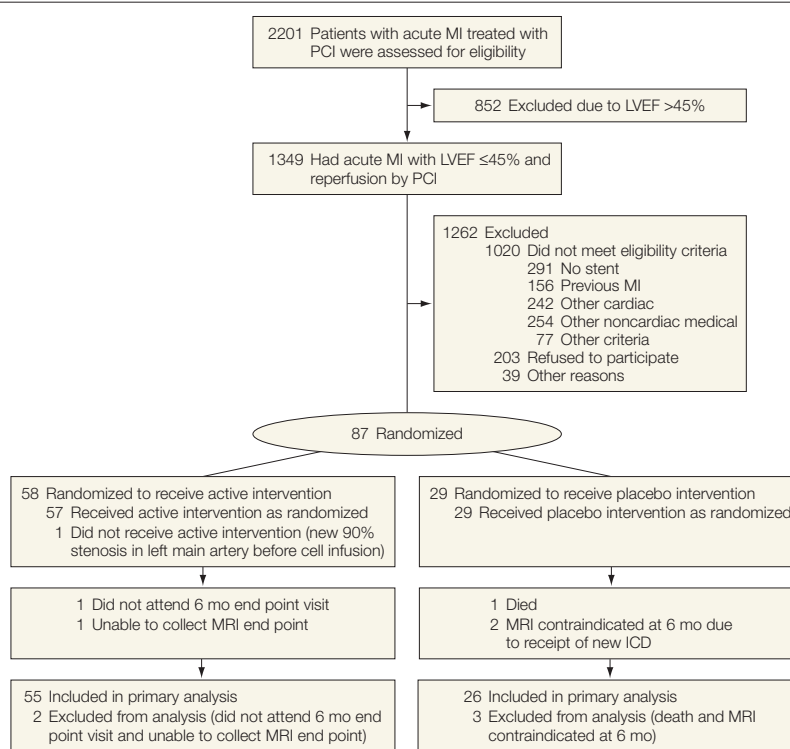 2201 Patients with acute MI treated with
PCI were assessed for eligibility
852 Excluded due to LVEF >45%
1349 Had acute MI with LVEF ≤45% and
reperfusion by PCI
1262 Excluded
1020 Did not meet eligibility criteria
291 No stent
156 Previous MI
242 Other cardiac
254 Other noncardiac medical
77 Other criteria
203 Refused to participate
39 Other reasons
87 Randomized
58 Randomized to receive active intervention
57 Received active intervention as randomized
1 Did not receive active intervention (new 90%
stenosis in left main artery before cell infusion)
29 Randomized to receive placebo intervention
29 Received placebo intervention as randomized
1 Did not attend 6 mo end point visit
1 Unable to collect MRI end point
1 Died
2 MRI contraindicated at 6 mo due
to receipt of new ICD
55 Included in primary analysis
2 Excluded from analysis (did not attend 6 mo end
point visit and unable to collect MRI end point)
26 Included in primary analysis
3 Excluded from analysis (death and MRI
contraindicated at 6 mo)